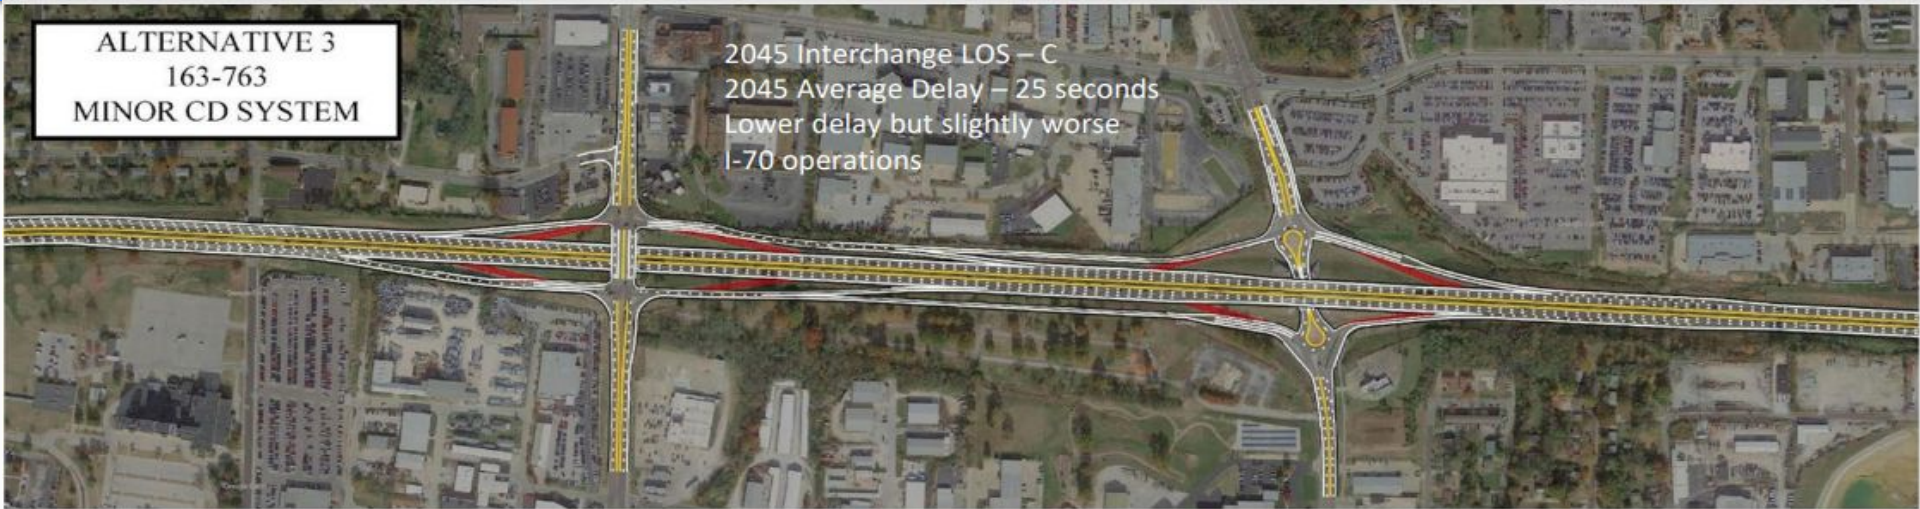 ALTERNATIVE 3
163-763
MINOR CD SYSTEM
2045 Interchange LOS – C
2045 Average Delay – 25 seconds
Lower delay but slightly worse
I-70 operations